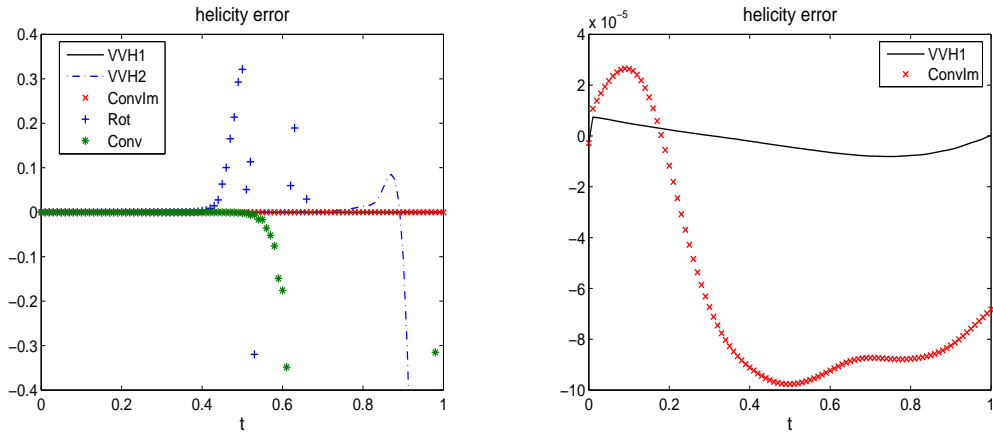 helicity error
0.4
0.3
0.2
0.1
0
−0.1
−0.2
−0.3
−0.4
VVH1
VVH2
ConvIm
Rot
Conv
0 0.2 0.4 0.6 0.8 1
t
helicity error
x 10⁻⁵
4
2
0
−2
−4
−6
−8
−10
VVH1
ConvIm
0 0.2 0.4 0.6 0.8 1
t